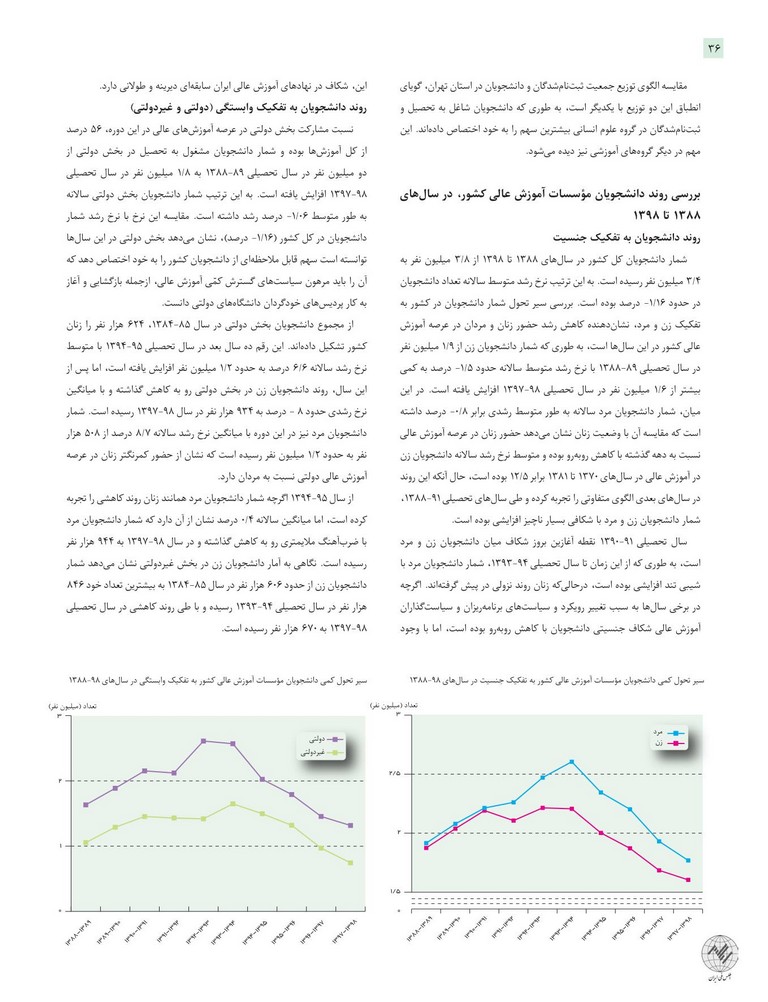 ۳۶
مقایسه الگوی توزیع جمعیت ثبت‌نام‌شدگان و دانشجویان در استان تهران، گویای
انطباق این دو توزیع با یکدیگر است، به طوری که دانشجویان شاغل به تحصیل و
ثبت‌نام‌شدگان در گروه علوم انسانی بیشترین سهم را به خود اختصاص داده‌اند. این
مهم در دیگر گروه‌های آموزشی نیز دیده می‌شود.
بررسی روند دانشجویان مؤسسات آموزش عالی کشور، در سال‌های
۱۳۸۸ تا ۱۳۹۸
روند دانشجویان به تفکیک جنسیت
شمار دانشجویان کل کشور در سال‌های ۱۳۸۸ تا ۱۳۹۸ از ۳/۸ میلیون نفر به
۳/۴ میلیون نفر رسیده است. به این ترتیب نرخ رشد متوسط سالانه تعداد دانشجویان
در حدود ۱/۱۶- درصد بوده است. بررسی سیر تحول شمار دانشجویان در کشور به
تفکیک زن و مرد، نشان‌دهنده کاهش رشد حضور زنان و مردان در عرصه آموزش
عالی کشور در این سال‌ها است، به طوری که شمار دانشجویان زن از ۱/۹ میلیون نفر
در سال تحصیلی ۸۹-۱۳۸۸ با نرخ رشد متوسط سالانه حدود ۱/۵- درصد به کمی
بیشتر از ۱/۶ میلیون نفر در سال تحصیلی ۹۸-۱۳۹۷ افزایش یافته است. در این
میان، شمار دانشجویان مرد سالانه به طور متوسط رشدی برابر ۰/۸- درصد داشته
است که مقایسه آن با وضعیت زنان نشان می‌دهد حضور زنان در عرصه آموزش عالی
نسبت به دهه گذشته با کاهش روبه‌رو بوده و متوسط نرخ رشد سالانه دانشجویان زن
در آموزش عالی در سال‌های ۱۳۷۰ تا ۱۳۸۱ برابر ۱۲/۵ بوده است، حال آنکه این روند
در سال‌های بعدی الگوی متفاوتی را تجربه کرده و طی سال‌های تحصیلی ۹۱-۱۳۸۸،
شمار دانشجویان زن و مرد با شکافی بسیار ناچیز افزایشی بوده است.
سال تحصیلی ۹۱-۱۳۹۰ نقطه آغازین بروز شکاف میان دانشجویان زن و مرد
است، به طوری که از این زمان تا سال تحصیلی ۹۴-۱۳۹۳، شمار دانشجویان مرد با
شیبی تند افزایشی بوده است، درحالی‌که زنان روند نزولی در پیش گرفته‌اند. اگرچه
در برخی سال‌ها به سبب تغییر رویکرد و سیاست‌های برنامه‌ریزان و سیاست‌گذاران
آموزش عالی شکاف جنسیتی دانشجویان با کاهش روبه‌رو بوده است، اما با وجود
این، شکاف در نهادهای آموزش عالی ایران سابقه‌ای دیرینه و طولانی دارد.
روند دانشجویان به تفکیک وابستگی (دولتی و غیردولتی)
نسبت مشارکت بخش دولتی در عرصه آموزش‌های عالی در این دوره، ۵۶ درصد
از کل آموزش‌ها بوده و شمار دانشجویان مشغول به تحصیل در بخش دولتی از
دو میلیون نفر در سال تحصیلی ۸۹-۱۳۸۸ به ۱/۸ میلیون نفر در سال تحصیلی
۹۸-۱۳۹۷ افزایش یافته است. به این ترتیب شمار دانشجویان بخش دولتی سالانه
به طور متوسط ۱/۰۶- درصد رشد داشته است. مقایسه این نرخ با نرخ رشد شمار
دانشجویان در کل کشور (۱/۱۶- درصد)، نشان می‌دهد بخش دولتی در این سال‌ها
توانسته است سهم قابل ملاحظه‌ای از دانشجویان کشور را به خود اختصاص دهد که
آن را باید مرهون سیاست‌های گسترش کمّی آموزش عالی، ازجمله بازگشایی و آغاز
به کار پردیس‌های خودگردان دانشگاه‌های دولتی دانست.
از مجموع دانشجویان بخش دولتی در سال ۸۵-۱۳۸۴، ۶۲۴ هزار نفر را زنان
کشور تشکیل داده‌اند. این رقم ده سال بعد در سال تحصیلی ۹۵-۱۳۹۴ با متوسط
نرخ رشد سالانه ۶/۶ درصد به حدود ۱/۲ میلیون نفر افزایش یافته است، اما پس از
این سال، روند دانشجویان زن در بخش دولتی رو به کاهش گذاشته و با میانگین
نرخ رشدی حدود ۸ - درصد به ۹۳۴ هزار نفر در سال ۹۸-۱۳۹۷ رسیده است. شمار
دانشجویان مرد نیز در این دوره با میانگین نرخ رشد سالانه ۸/۷ درصد از ۵۰۸ هزار
نفر به حدود ۱/۲ میلیون نفر رسیده است که نشان از حضور کمرنگ‌تر زنان در عرصه
آموزش عالی دولتی نسبت به مردان دارد.
از سال ۹۵-۱۳۹۴ اگرچه شمار دانشجویان مرد همانند زنان روند کاهشی را تجربه
کرده است، اما میانگین سالانه ۰/۴ درصد نشان از آن دارد که شمار دانشجویان مرد
با ضرب‌آهنگ ملایمتری رو به کاهش گذاشته و در سال ۹۸-۱۳۹۷ به ۹۴۴ هزار نفر
رسیده است. نگاهی به آمار دانشجویان زن در بخش غیردولتی نشان می‌دهد شمار
دانشجویان زن از حدود ۶۰۶ هزار نفر در سال ۸۵-۱۳۸۴ به بیشترین تعداد خود ۸۴۶
هزار نفر در سال تحصیلی ۹۴-۱۳۹۳ رسیده و با طی روند کاهشی در سال تحصیلی
۹۸-۱۳۹۷ به ۶۷۰ هزار نفر رسیده است.
سیر تحول کمی دانشجویان مؤسسات آموزش عالی کشور به تفکیک جنسیت در سال‌های ۹۸-۱۳۸۸
تعداد (میلیون نفر)
۳
مرد
زن
۲/۵
۲
۱/۵
۰
۱۳۸۸-۱۳۸۹
۱۳۸۹-۱۳۹۰
۱۳۹۰-۱۳۹۱
۱۳۹۱-۱۳۹۲
۱۳۹۲-۱۳۹۳
۱۳۹۳-۱۳۹۴
۱۳۹۴-۱۳۹۵
۱۳۹۵-۱۳۹۶
۱۳۹۶-۱۳۹۷
۱۳۹۷-۱۳۹۸
سیر تحول کمی دانشجویان مؤسسات آموزش عالی کشور به تفکیک وابستگی در سال‌های ۹۸-۱۳۸۸
تعداد (میلیون نفر)
۳
دولتی
غیردولتی
۲
۱
۰
۱۳۸۸-۱۳۸۹
۱۳۸۹-۱۳۹۰
۱۳۹۰-۱۳۹۱
۱۳۹۱-۱۳۹۲
۱۳۹۲-۱۳۹۳
۱۳۹۳-۱۳۹۴
۱۳۹۴-۱۳۹۵
۱۳۹۵-۱۳۹۶
۱۳۹۶-۱۳۹۷
۱۳۹۷-۱۳۹۸